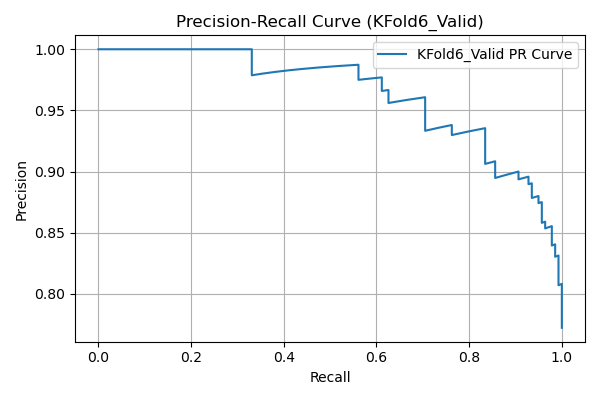 Precision-Recall Curve (KFold6_Valid)
KFold6_Valid PR Curve
1.00
0.95
0.90
0.85
0.80
Precision
0.0 0.2 0.4 0.6 0.8 1.0
Recall